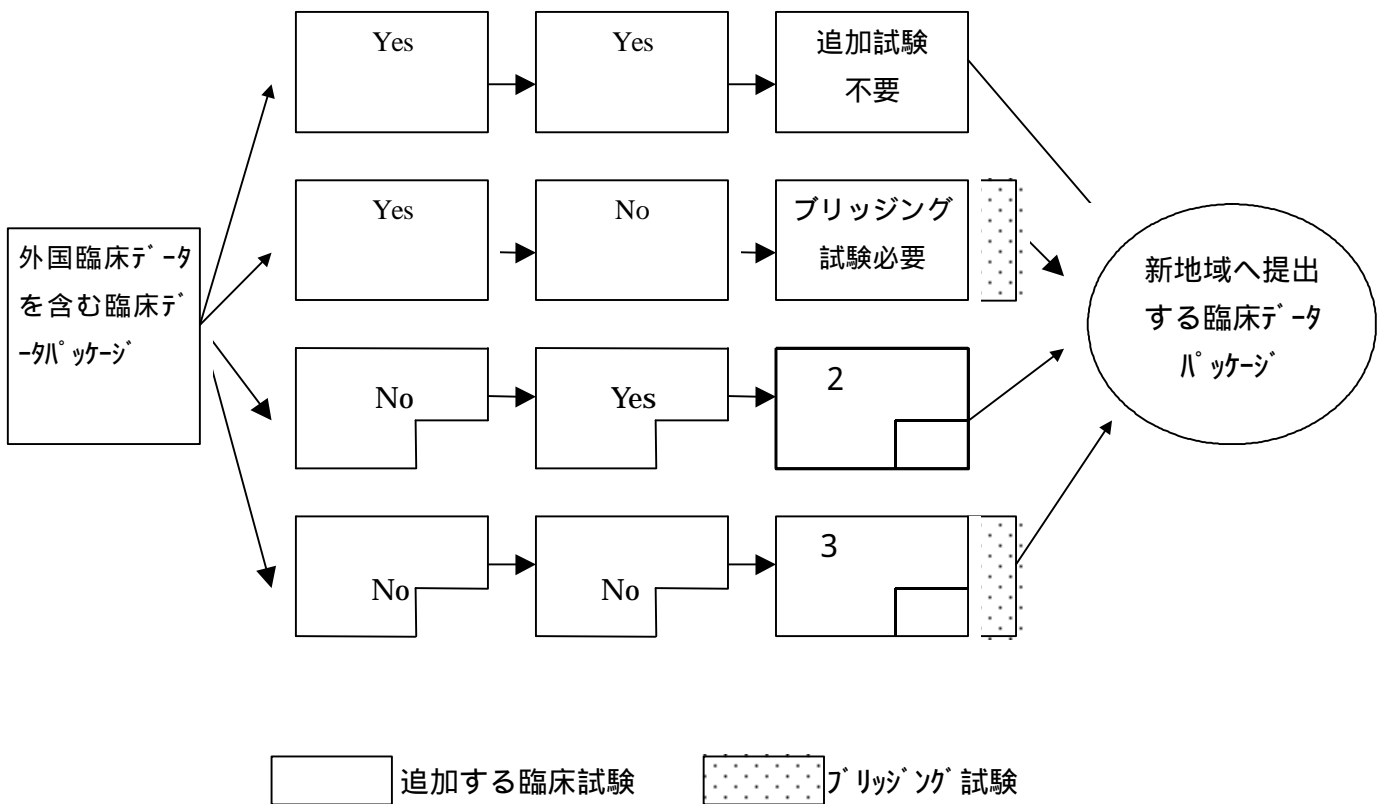 Yes
Yes
追加試験
不要
Yes
No
ブリッジング
試験必要
外国臨床ﾃﾞｰﾀ
を含む臨床ﾃﾞ
ｰﾀﾊﾟｯｹｰｼﾞ
新地域へ提出
する臨床ﾃﾞｰﾀ
ﾊﾟｯｹｰｼﾞ
No
Yes
2
No
No
3
追加する臨床試験
ﾌﾞﾘｯｼﾞﾝｸﾞ試験